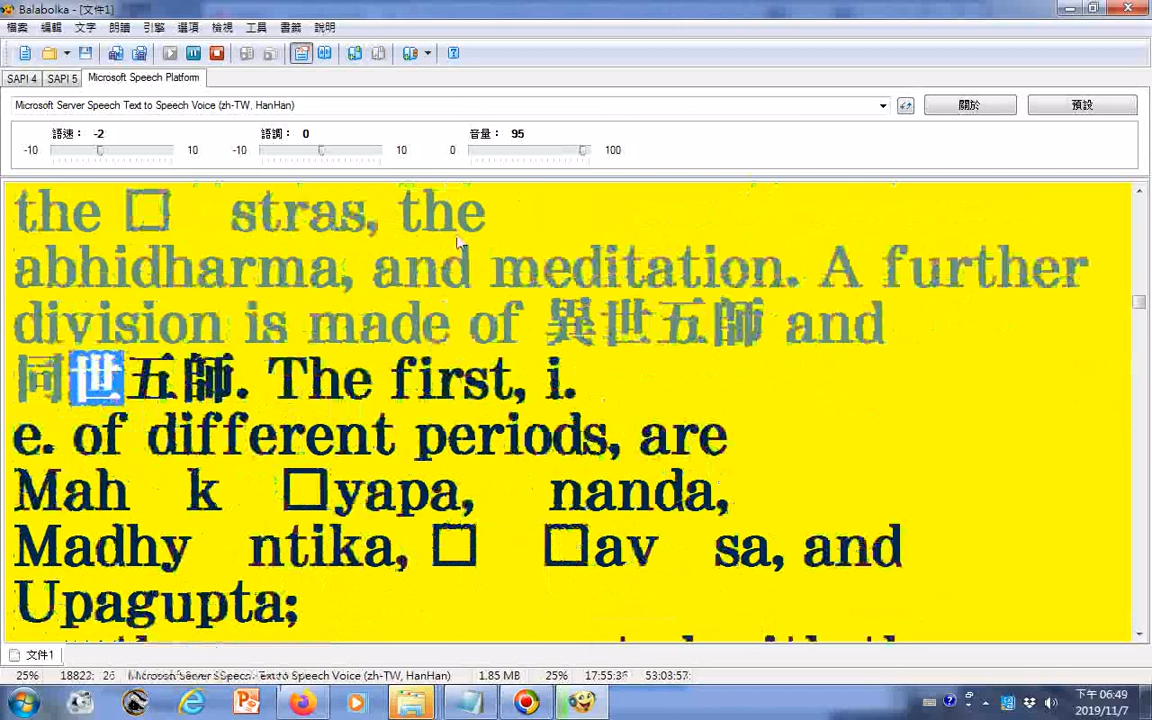 Balabolka - [文件1]
檔案 編輯 文字 朗讀 引擎 選項 檢視 工具 書籤 說明
SAPI 4 SAPI 5 Microsoft Speech Platform
Microsoft Server Speech Text to Speech Voice (zh-TW, HanHan) 關於 預設
語速： -2 語調： 0 音量： 95
-10 10 -10 10 0 100
the □ stras, the
abhidharma, and meditation. A further
division is made of 異世五師 and
同世五師. The first, i.
e. of different periods, are
Mah k □yapa, nanda,
Madhy ntika, □ □av sa, and
Upagupta;
文件1
25% 18822: 26 Microsoft Server Speech Text to Speech Voice (zh-TW, HanHan) 1.85 MB 25% 17:55:36 53:03:57
下午 06:49
2019/11/7